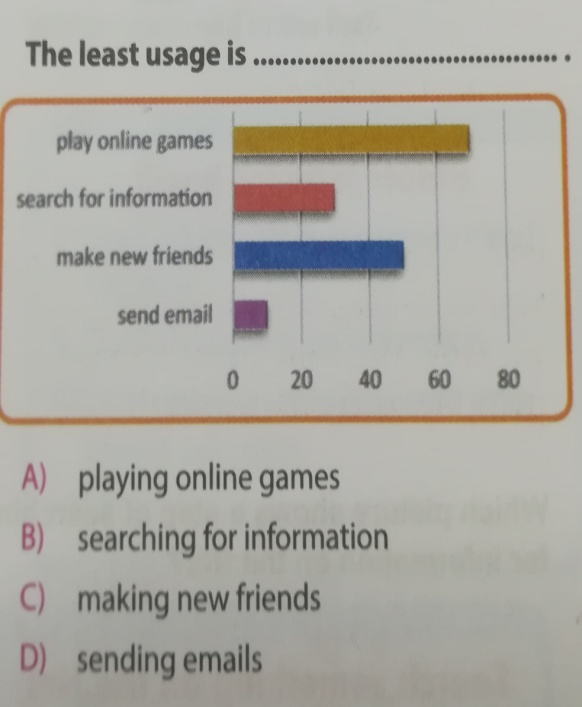 The least usage is .......................................... .
play online games
search for information
make new friends
send email
0 20 40 60 80
A) playing online games
B) searching for information
C) making new friends
D) sending emails